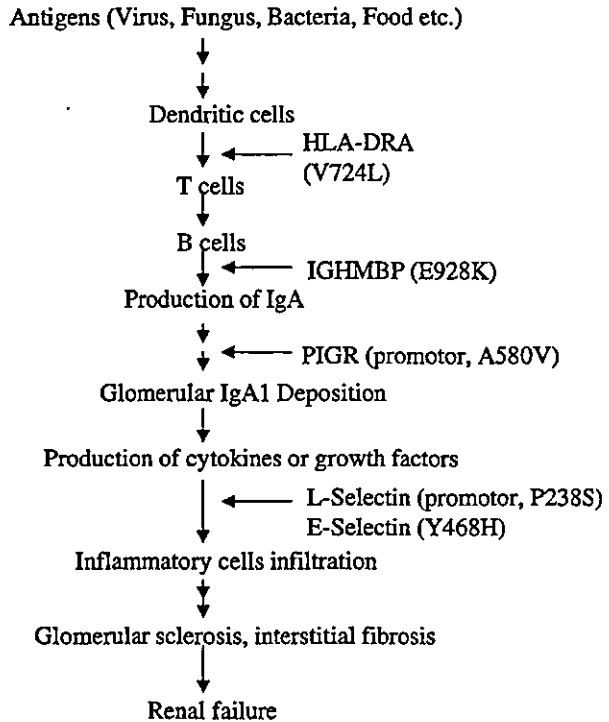 Antigens (Virus, Fungus, Bacteria, Food etc.)
Dendritic cells
HLA-DRA
(V724L)
T cells
B cells
IGHMBP (E928K)
Production of IgA
PIGR (promotor, A580V)
Glomerular IgA1 Deposition
Production of cytokines or growth factors
L-Selectin (promotor, P238S)
E-Selectin (Y468H)
Inflammatory cells infiltration
Glomerular sclerosis, interstitial fibrosis
Renal failure